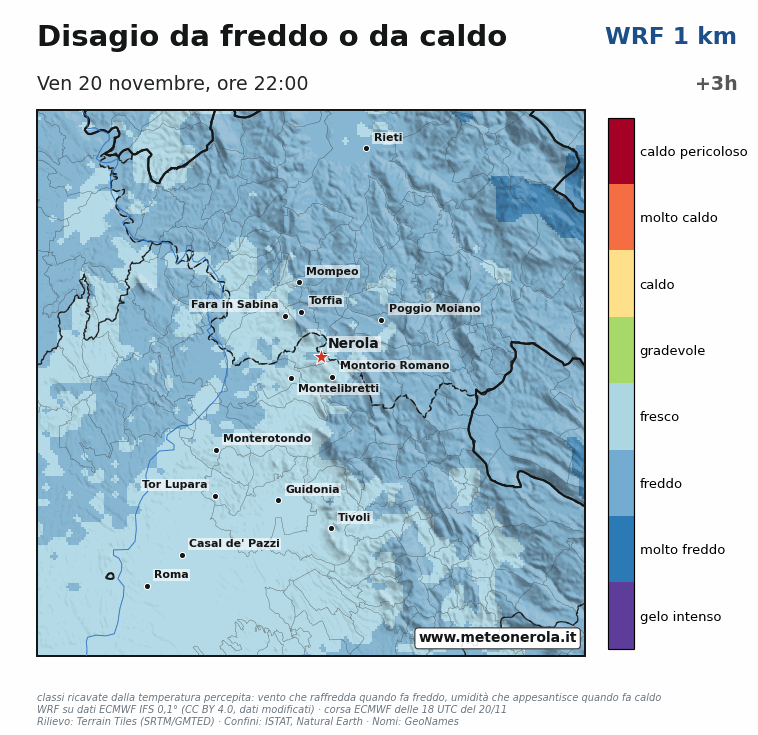 Disagio da freddo o da caldo
WRF 1 km
Ven 20 novembre, ore 22:00
+3h
Rieti
Mompeo
Toffia
Fara in Sabina
Poggio Moiano
Nerola
Montorio Romano
Montelibretti
Monterotondo
Tor Lupara
Guidonia
Tivoli
Casal de' Pazzi
Roma
www.meteonerola.it
caldo pericoloso
molto caldo
caldo
gradevole
fresco
freddo
molto freddo
gelo intenso
classi ricavate dalla temperatura percepita: vento che raffredda quando fa freddo, umidità che appesantisce quando fa caldo
WRF su dati ECMWF IFS 0,1° (CC BY 4.0, dati modificati) · corsa ECMWF delle 18 UTC del 20/11
Rilievo: Terrain Tiles (SRTM/GMTED) · Confini: ISTAT, Natural Earth · Nomi: GeoNames